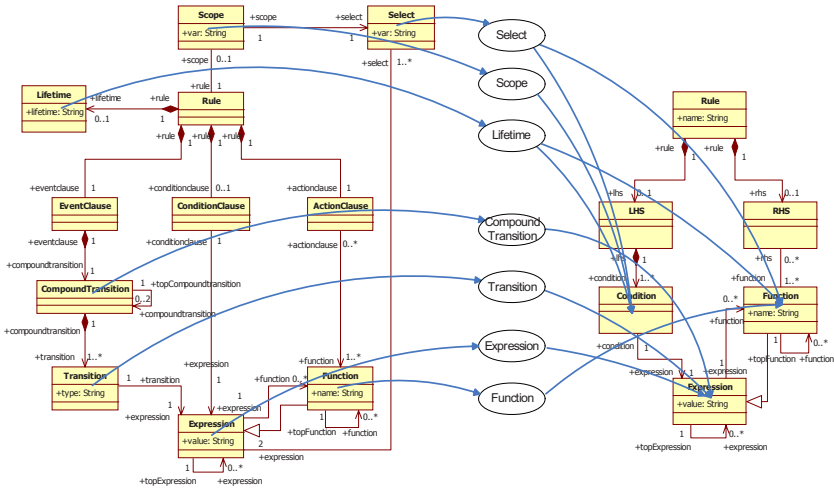 Scope
+var: String
+scope
1
+select
1
Select
+var: String
+select
1..*
Select
Scope
Lifetime
+scope
0..1
+rule
1
Lifetime
+lifetime: String
+lifetime
0..1
+rule
1
Rule
+rule
1
+rule
1
+rule
1
Rule
+name: String
+rule
1
+rule
1
+eventclause
1
+conditionclause
0..1
+actionclause
1
EventClause
ConditionClause
ActionClause
+eventclause
1
+conditionclause
1
+actionclause
0..*
+lhs
0..1
+rhs
0..1
LHS
RHS
+lhs
1
+rhs
0..*
Compound
Transition
+compoundtransition
1
CompoundTransition
1
+topCompoundtransition
0..2
+compoundtransition
+compoundtransition
1
Transition
+condition
1..*
+function
1..*
Condition
Function
+name: String
0..*
+function
+condition
1
1
+topFunction
0..*
+function
+transition
1..*
Transition
+type: String
1
+transition
1
+expression
+expression
1
+function
1..*
Function
+name: String
+function
0..*
1
+expression
1
+topFunction
0..*
+function
Expression
+value: String
2
+expression
1
+topExpression
0..*
+expression
Expression
Function
+expression
1
1
+expression
Expression
+value: String
1
+topExpression
0..*
+expression